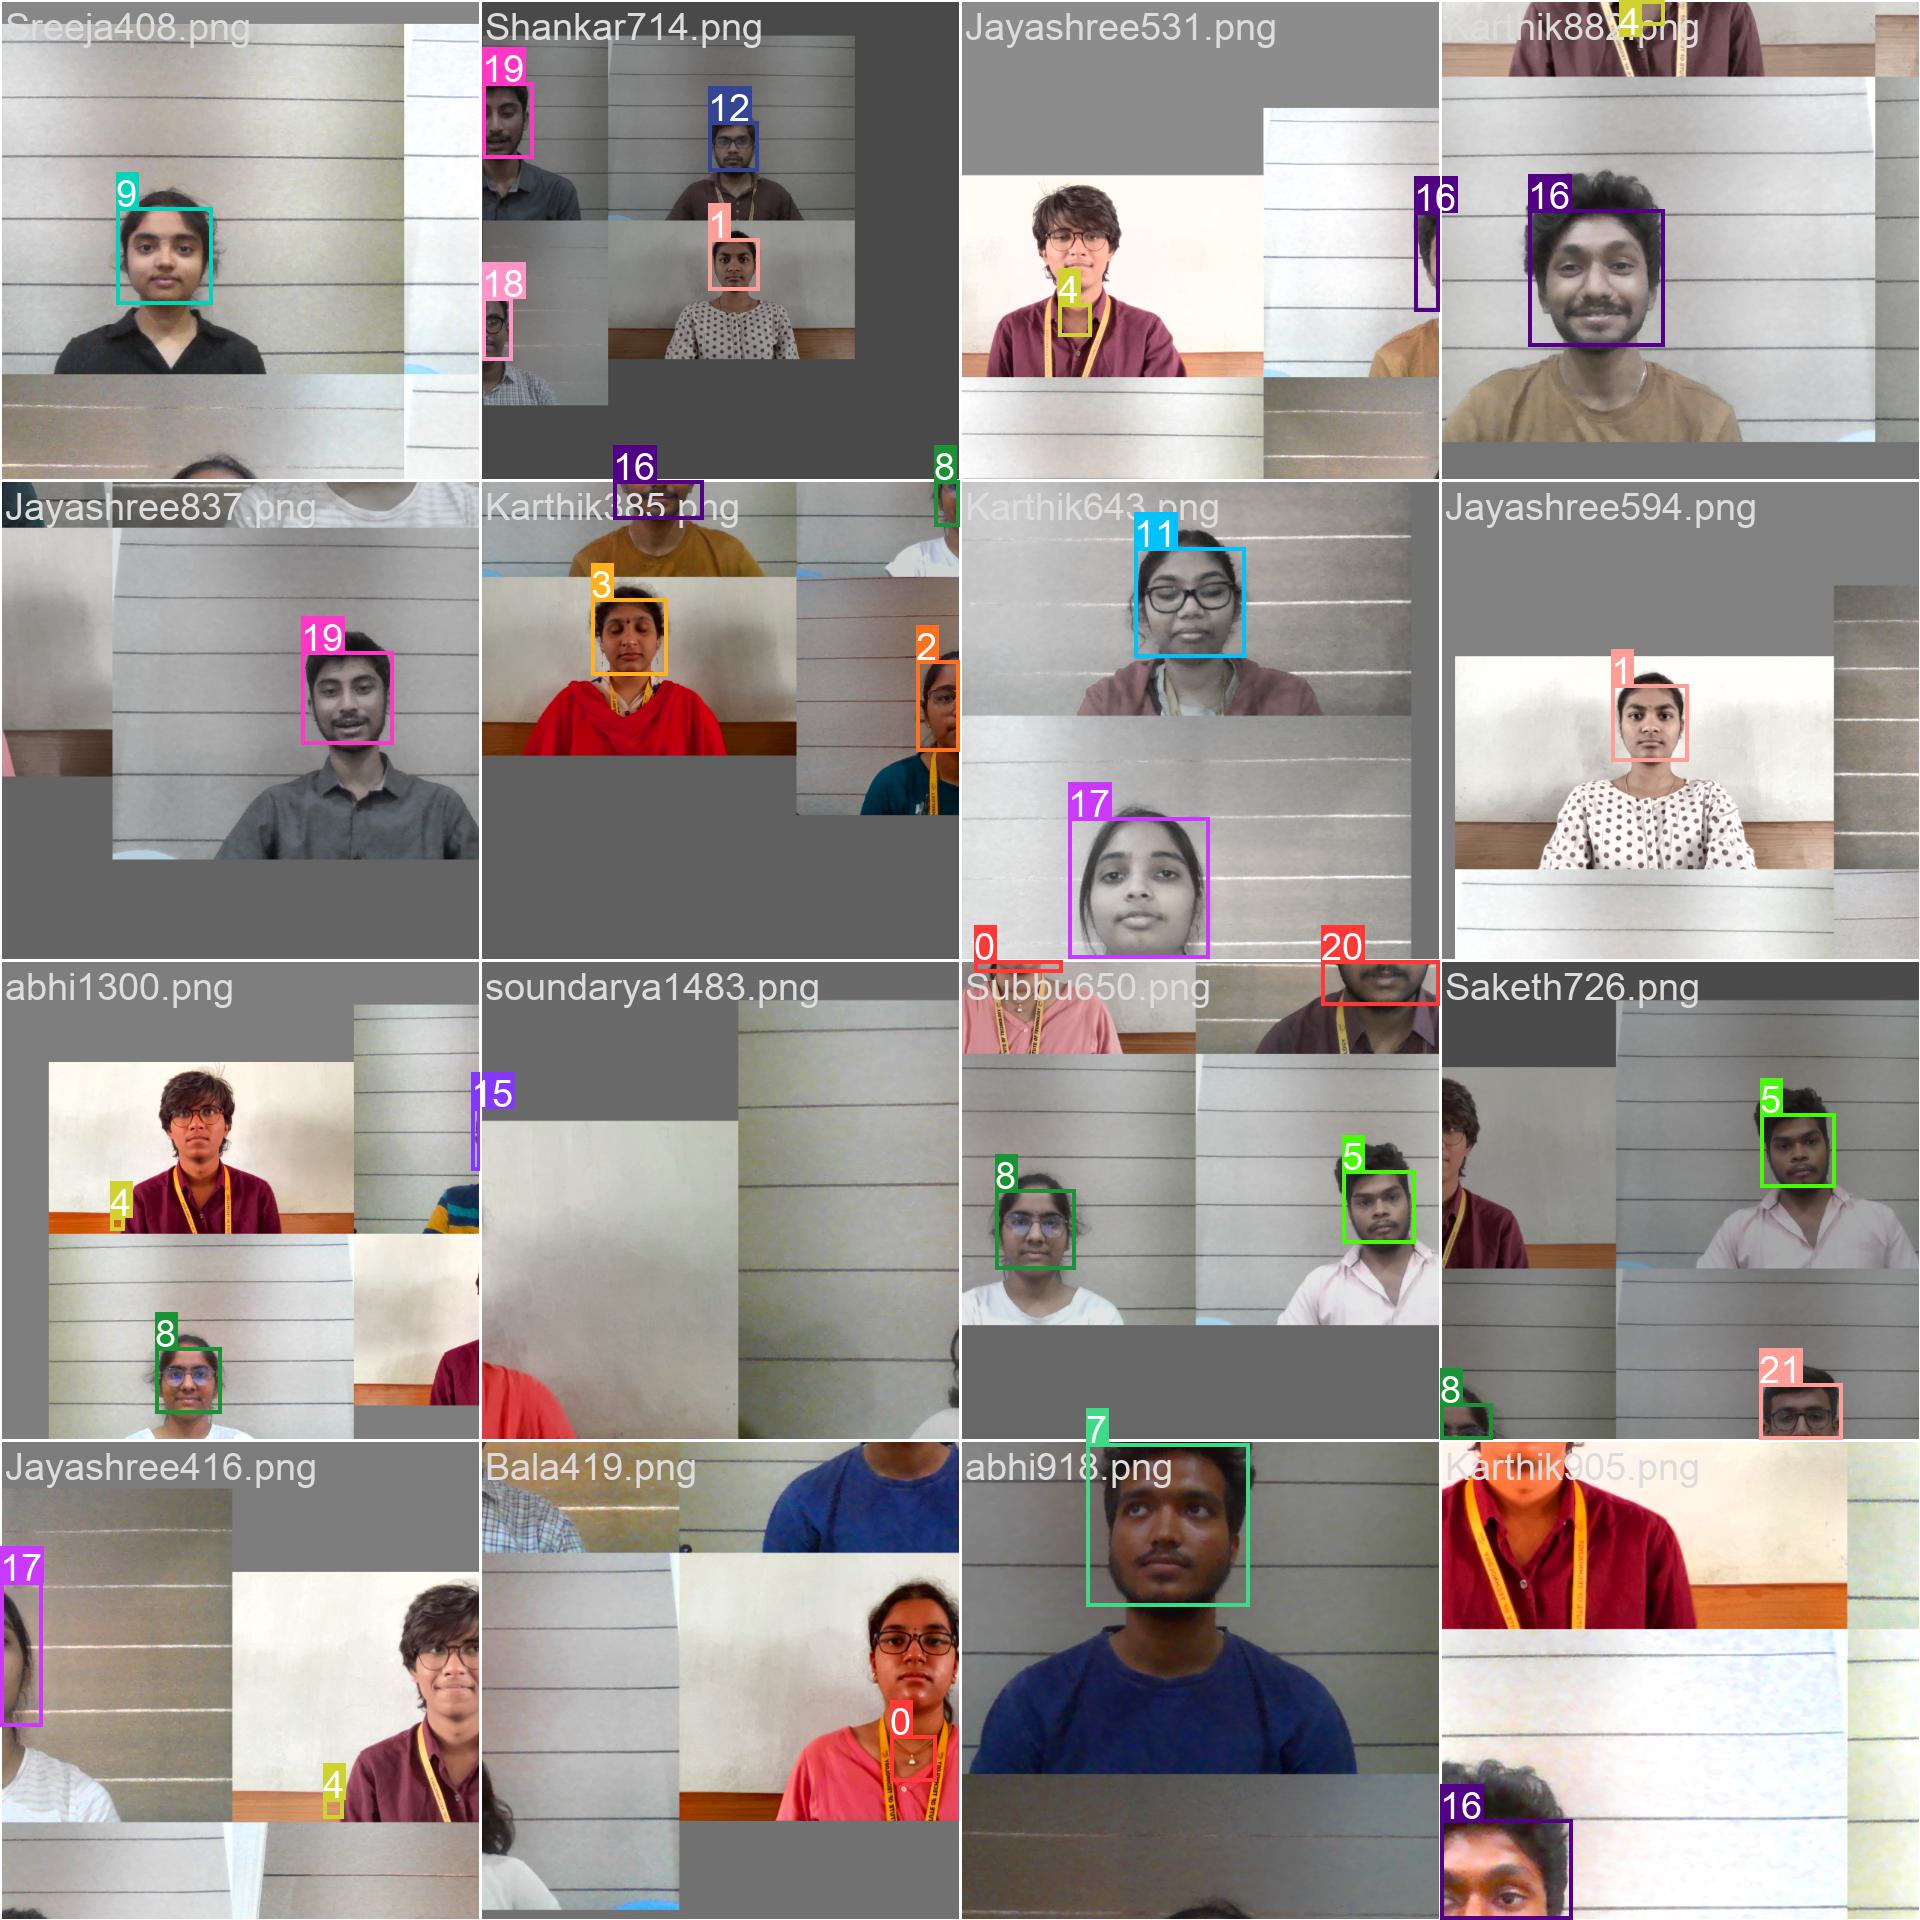 Sreeja408.png
9
Shankar714.png
19
12
1
18
Jayashree531.png
4
16
Karthik882.png
4
16
Jayashree837.png
19
Karthik385.png
16
8
3
2
Karthik643.png
11
17
Jayashree594.png
1
abhi1300.png
4
8
15
soundarya1483.png
Subbu650.png
0
20
8
5
Saketh726.png
5
8
21
Jayashree416.png
17
4
Bala419.png
0
abhi918.png
7
Karthik905.png
16